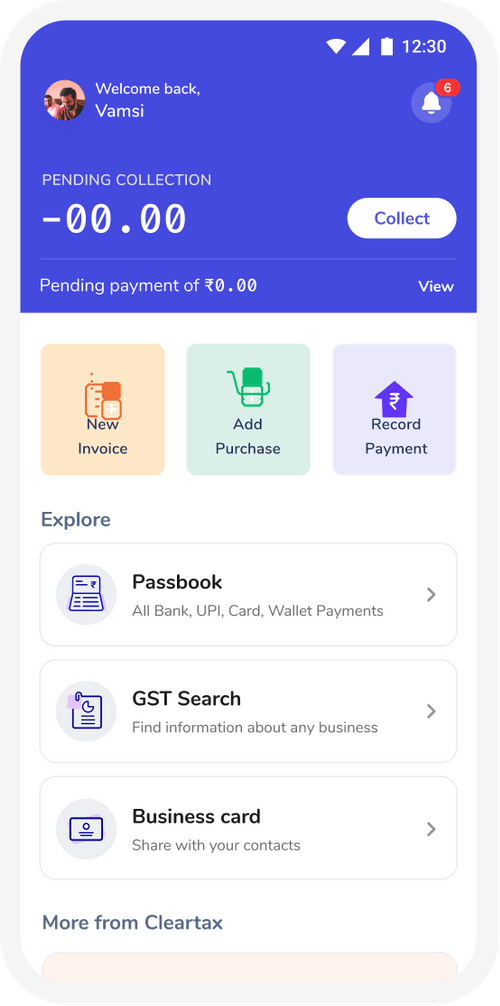 12:30
Welcome back,
6
Vamsi
PENDING COLLECTION
-00.00
Collect
Pending payment of ₹0.00
View
New
Invoice
Add
Purchase
₹
Record
Payment
Explore
₹
Passbook
All Bank, UPI, Card, Wallet Payments
GST Search
Find information about any business
Business card
Share with your contacts
More from Cleartax